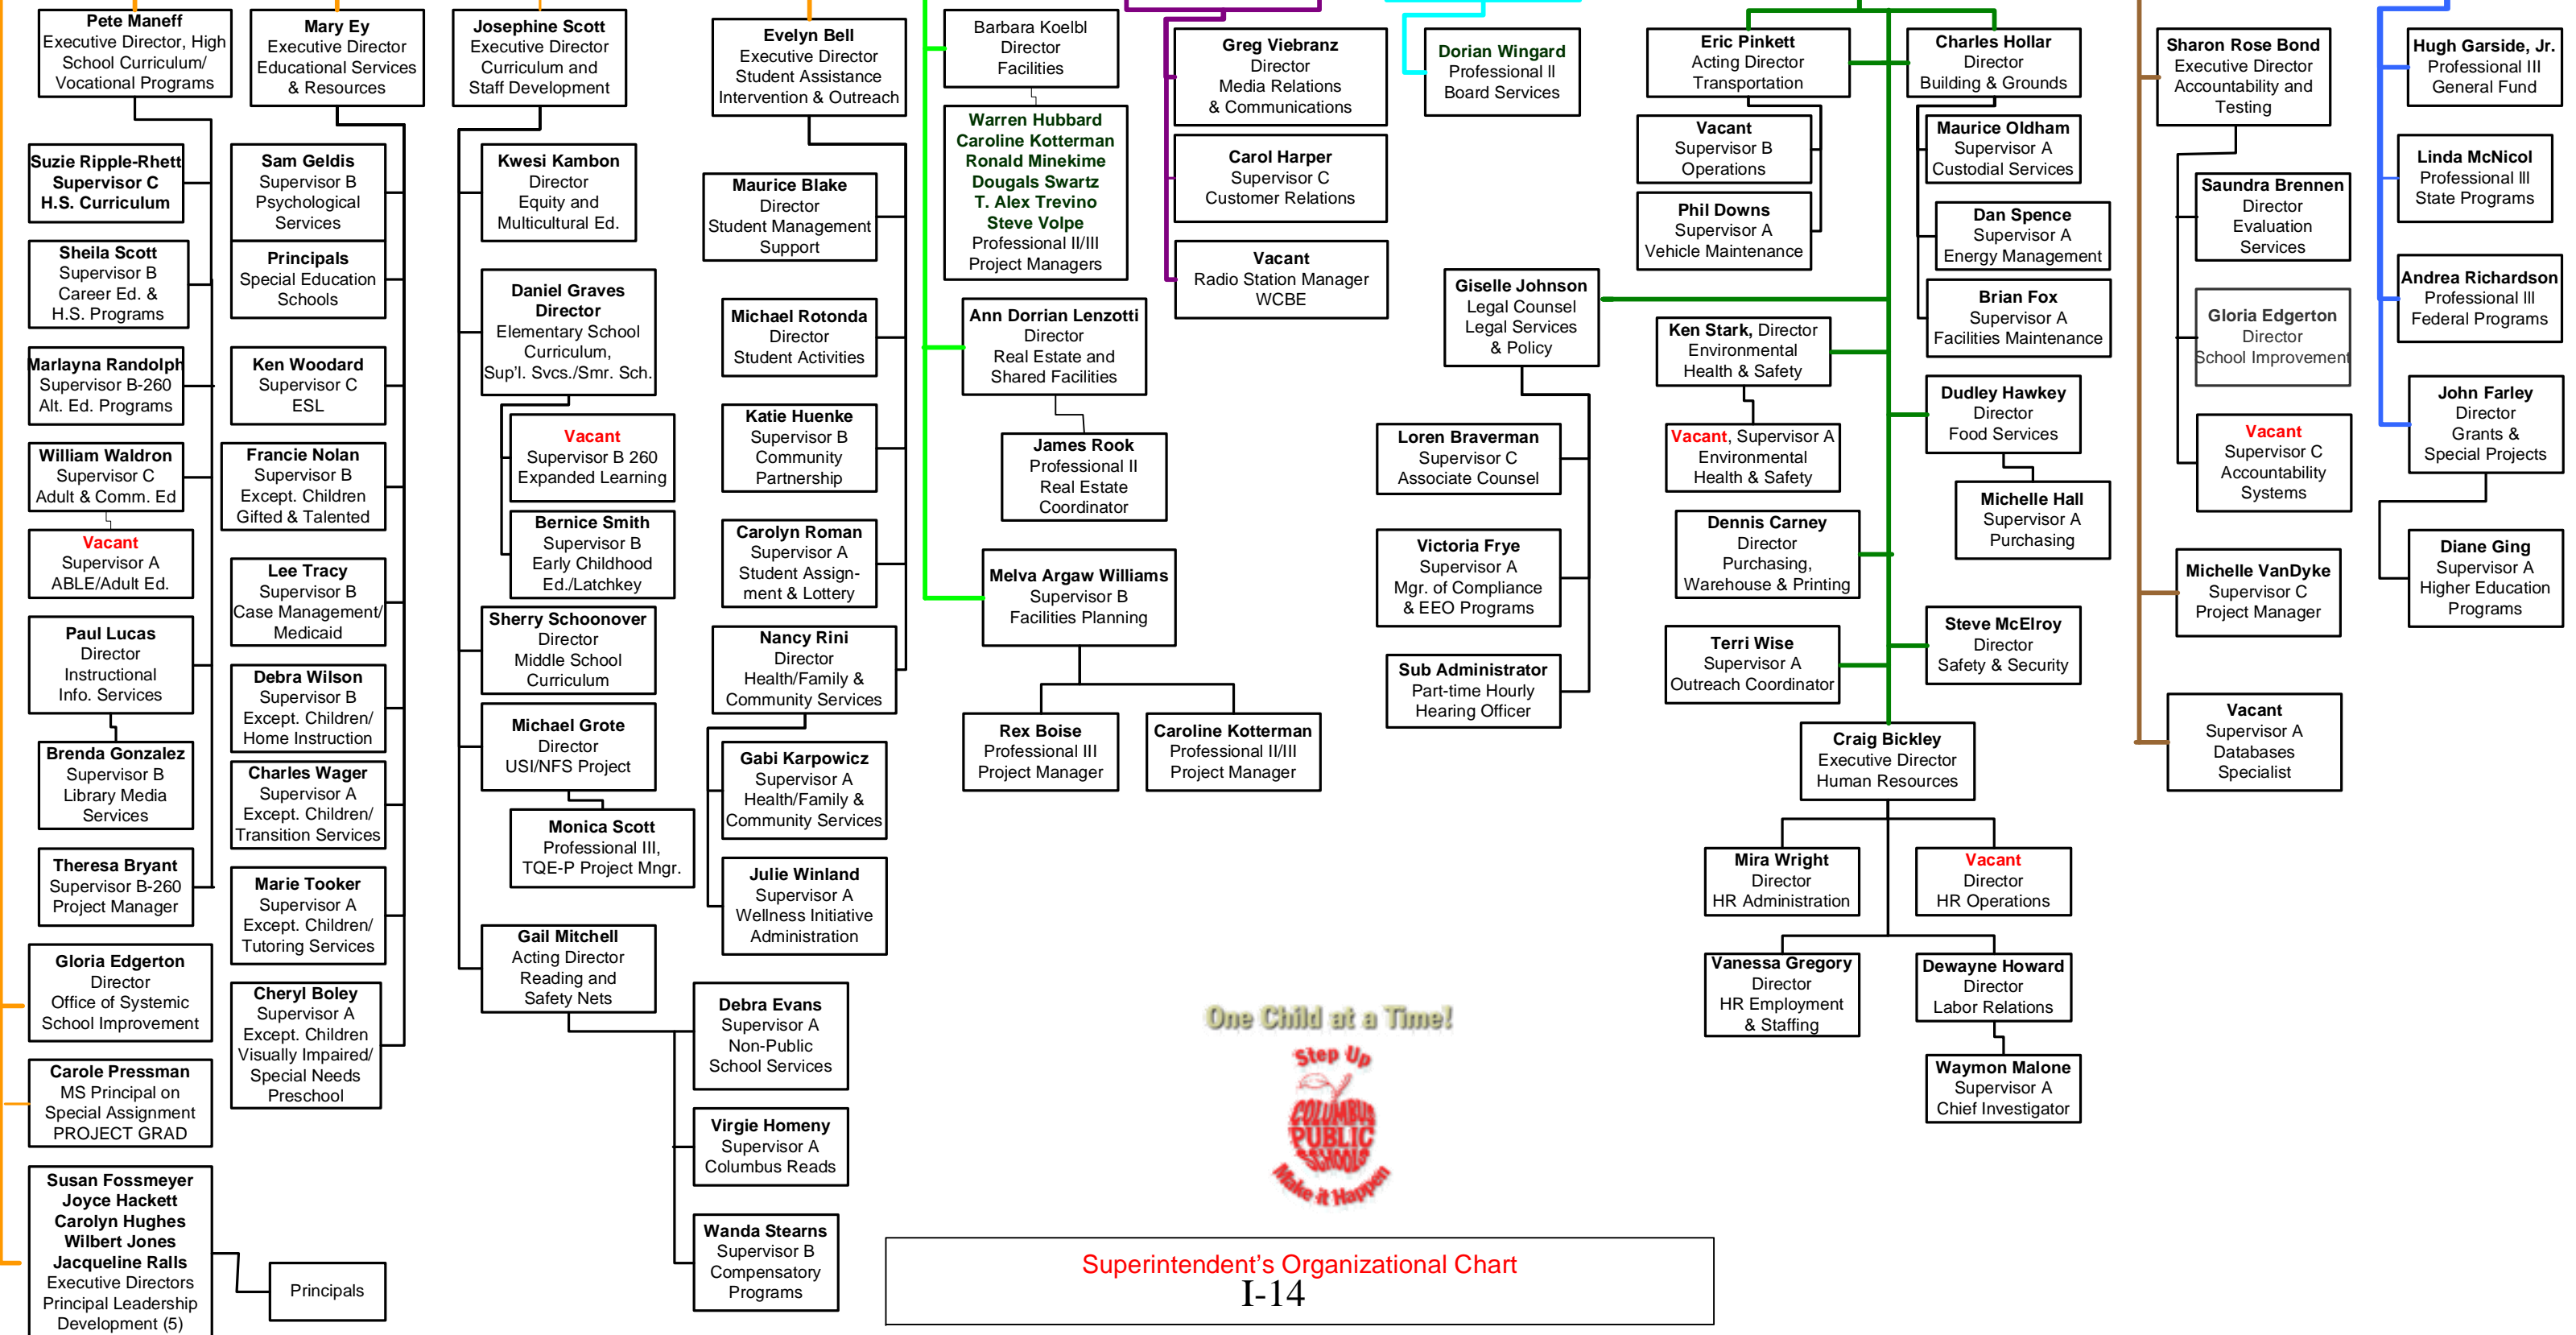 Pete Maneff
Executive Director, High
School Curriculum/
Vocational Programs
Suzie Ripple-Rhett
Supervisor C
H.S. Curriculum
Sheila Scott
Supervisor B
Career Ed. &
H.S. Programs
Marlayna Randolph
Supervisor B-260
Alt. Ed. Programs
William Waldron
Supervisor C
Adult & Comm. Ed
Vacant
Supervisor A
ABLE/Adult Ed.
Paul Lucas
Director
Instructional
Info. Services
Brenda Gonzalez
Supervisor B
Library Media
Services
Theresa Bryant
Supervisor B-260
Project Manager
Gloria Edgerton
Director
Office of Systemic
School Improvement
Carole Pressman
MS Principal on
Special Assignment
PROJECT GRAD
Susan Fossmeyer
Joyce Hackett
Carolyn Hughes
Wilbert Jones
Jacqueline Ralls
Executive Directors
Principal Leadership
Development (5)
Principals
Mary Ey
Executive Director
Educational Services
& Resources
Sam Geldis
Supervisor B
Psychological
Services
Principals
Special Education
Schools
Ken Woodard
Supervisor C
ESL
Francie Nolan
Supervisor B
Except. Children
Gifted & Talented
Lee Tracy
Supervisor B
Case Management/
Medicaid
Debra Wilson
Supervisor B
Except. Children/
Home Instruction
Charles Wager
Supervisor A
Except. Children/
Transition Services
Marie Tooker
Supervisor A
Except. Children/
Tutoring Services
Cheryl Boley
Supervisor A
Except. Children
Visually Impaired/
Special Needs
Preschool
Josephine Scott
Executive Director
Curriculum and
Staff Development
Kwesi Kambon
Director
Equity and
Multicultural Ed.
Daniel Graves
Director
Elementary School
Curriculum,
Sup'l. Svcs./Smr. Sch.
Vacant
Supervisor B 260
Expanded Learning
Bernice Smith
Supervisor B
Early Childhood
Ed./Latchkey
Sherry Schoonover
Director
Middle School
Curriculum
Michael Grote
Director
USI/NFS Project
Monica Scott
Professional III,
TQE-P Project Mngr.
Gail Mitchell
Acting Director
Reading and
Safety Nets
Debra Evans
Supervisor A
Non-Public
School Services
Virgie Homeny
Supervisor A
Columbus Reads
Wanda Stearns
Supervisor B
Compensatory
Programs
Evelyn Bell
Executive Director
Student Assistance
Intervention & Outreach
Maurice Blake
Director
Student Management
Support
Michael Rotonda
Director
Student Activities
Katie Huenke
Supervisor B
Community
Partnership
Carolyn Roman
Supervisor A
Student Assign-
ment & Lottery
Nancy Rini
Director
Health/Family &
Community Services
Gabi Karpowicz
Supervisor A
Health/Family &
Community Services
Julie Winland
Supervisor A
Wellness Initiative
Administration
Barbara Koelbl
Director
Facilities
Warren Hubbard
Caroline Kotterman
Ronald Minekime
Dougals Swartz
T. Alex Trevino
Steve Volpe
Professional II/III
Project Managers
Ann Dorrian Lenzotti
Director
Real Estate and
Shared Facilities
James Rook
Professional II
Real Estate
Coordinator
Melva Argaw Williams
Supervisor B
Facilities Planning
Rex Boise
Professional III
Project Manager
Caroline Kotterman
Professional II/III
Project Manager
Greg Viebranz
Director
Media Relations
& Communications
Carol Harper
Supervisor C
Customer Relations
Vacant
Radio Station Manager
WCBE
Dorian Wingard
Professional II
Board Services
Giselle Johnson
Legal Counsel
Legal Services
& Policy
Loren Braverman
Supervisor C
Associate Counsel
Victoria Frye
Supervisor A
Mgr. of Compliance
& EEO Programs
Sub Administrator
Part-time Hourly
Hearing Officer
Eric Pinkett
Acting Director
Transportation
Vacant
Supervisor B
Operations
Phil Downs
Supervisor A
Vehicle Maintenance
Ken Stark, Director
Environmental
Health & Safety
Vacant, Supervisor A
Environmental
Health & Safety
Dennis Carney
Director
Purchasing,
Warehouse & Printing
Terri Wise
Supervisor A
Outreach Coordinator
Charles Hollar
Director
Building & Grounds
Maurice Oldham
Supervisor A
Custodial Services
Dan Spence
Supervisor A
Energy Management
Brian Fox
Supervisor A
Facilities Maintenance
Dudley Hawkey
Director
Food Services
Michelle Hall
Supervisor A
Purchasing
Steve McElroy
Director
Safety & Security
Craig Bickley
Executive Director
Human Resources
Mira Wright
Director
HR Administration
Vacant
Director
HR Operations
Vanessa Gregory
Director
HR Employment
& Staffing
Dewayne Howard
Director
Labor Relations
Waymon Malone
Supervisor A
Chief Investigator
Sharon Rose Bond
Executive Director
Accountability and
Testing
Saundra Brennen
Director
Evaluation
Services
Gloria Edgerton
Director
School Improvement
Vacant
Supervisor C
Accountability
Systems
Michelle VanDyke
Supervisor C
Project Manager
Vacant
Supervisor A
Databases
Specialist
Hugh Garside, Jr.
Professional III
General Fund
Linda McNicol
Professional III
State Programs
Andrea Richardson
Professional III
Federal Programs
John Farley
Director
Grants &
Special Projects
Diane Ging
Supervisor A
Higher Education
Programs
One Child at a Time!
Step Up
COLUMBUS
PUBLIC
SCHOOLS
Make it Happen
Superintendent's Organizational Chart
I-14